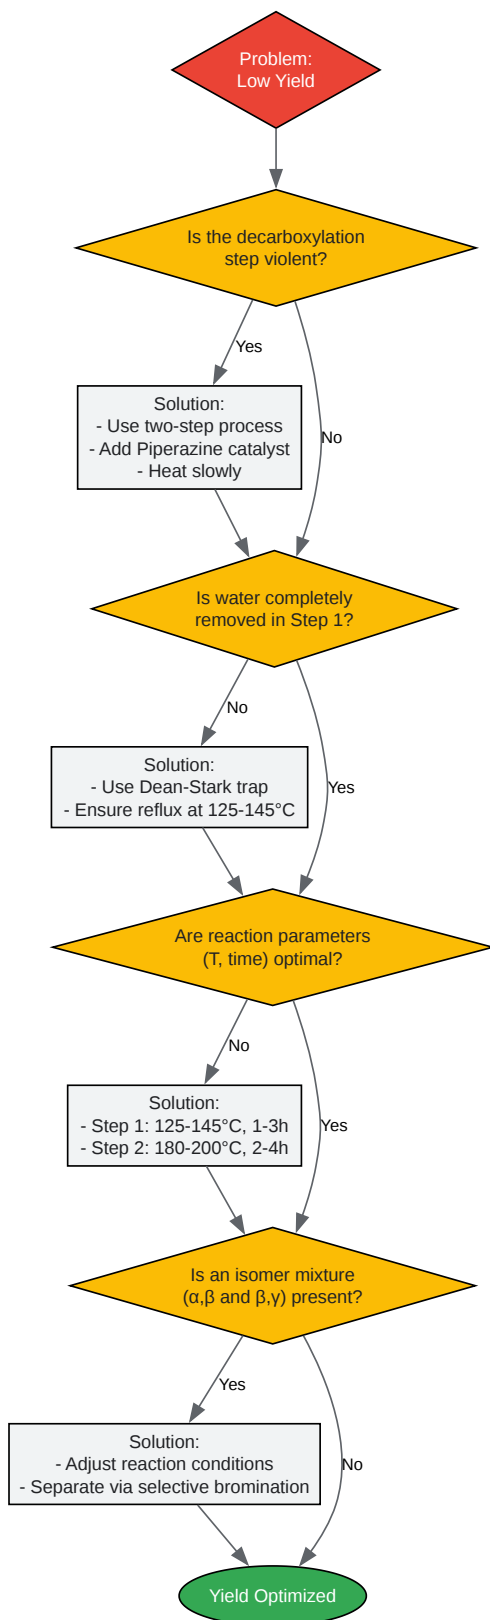 Problem:
Low Yield
Is the decarboxylation
step violent?
Yes
Solution:
- Use two-step process
- Add Piperazine catalyst
- Heat slowly
No
Is water completely
removed in Step 1?
No
Solution:
- Use Dean-Stark trap
- Ensure reflux at 125-145°C
Yes
Are reaction parameters
(T, time) optimal?
No
Solution:
- Step 1: 125-145°C, 1-3h
- Step 2: 180-200°C, 2-4h
Yes
Is an isomer mixture
(α,β and β,γ) present?
Yes
Solution:
- Adjust reaction conditions
- Separate via selective bromination
No
Yield Optimized